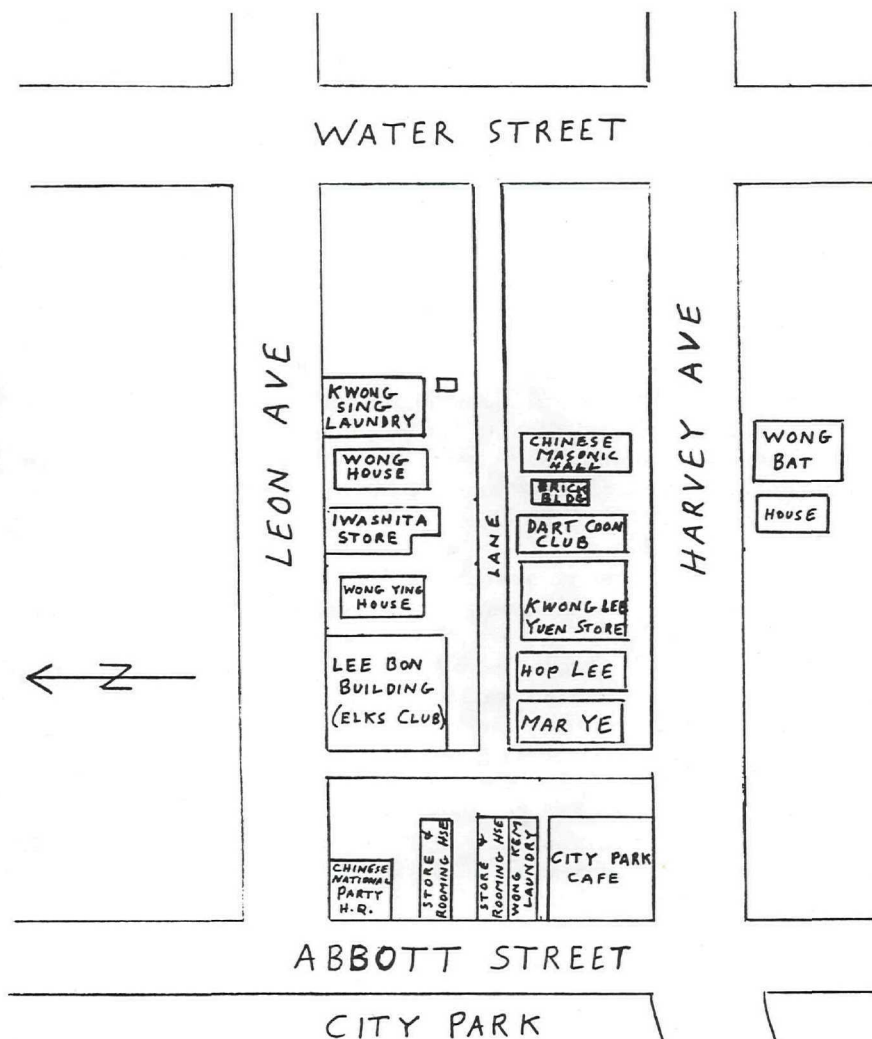 WATER STREET
LEON AVE
HARVEY AVE
LANE
KWONG
SING
LAUNDRY
WONG
HOUSE
IWASHITA
STORE
WONG YING
HOUSE
LEE BON
BUILDING
(ELKS CLUB)
CHINESE
MASONIC
HALL
BRICK
BLDG
DART COON
CLUB
KWONG LEE
YUEN STORE
HOP LEE
MAR YE
WONG
BAT
HOUSE
N
CHINESE
NATIONAL
PARTY
H.Q.
STORE &
ROOMING HSE
STORE &
ROOMING HSE
WONG KEM
LAUNDRY
CITY PARK
CAFE
ABBOTT STREET
CITY PARK